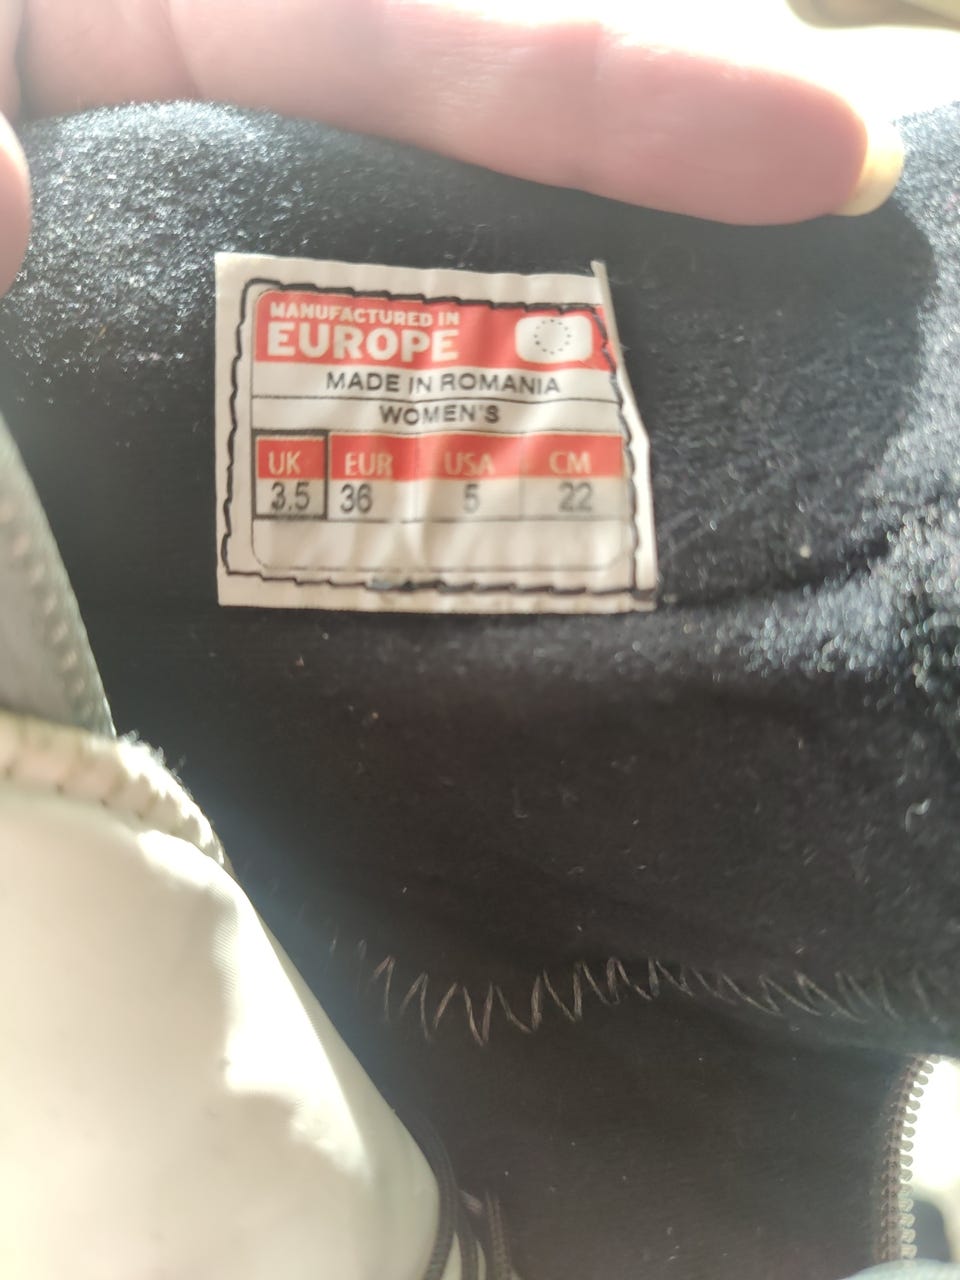 MANUFACTURED IN
EUROPE
MADE IN ROMANIA
WOMEN'S
UK EUR USA CM
3.5 36 5 22